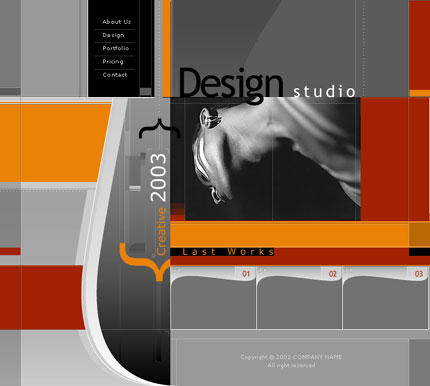 About Us
Design
Portfolio
Pricing
Contact
Design studio
Creative 2003
Last Works
01 02 03
Copyright © 2002 COMPANY NAME
All right reserved